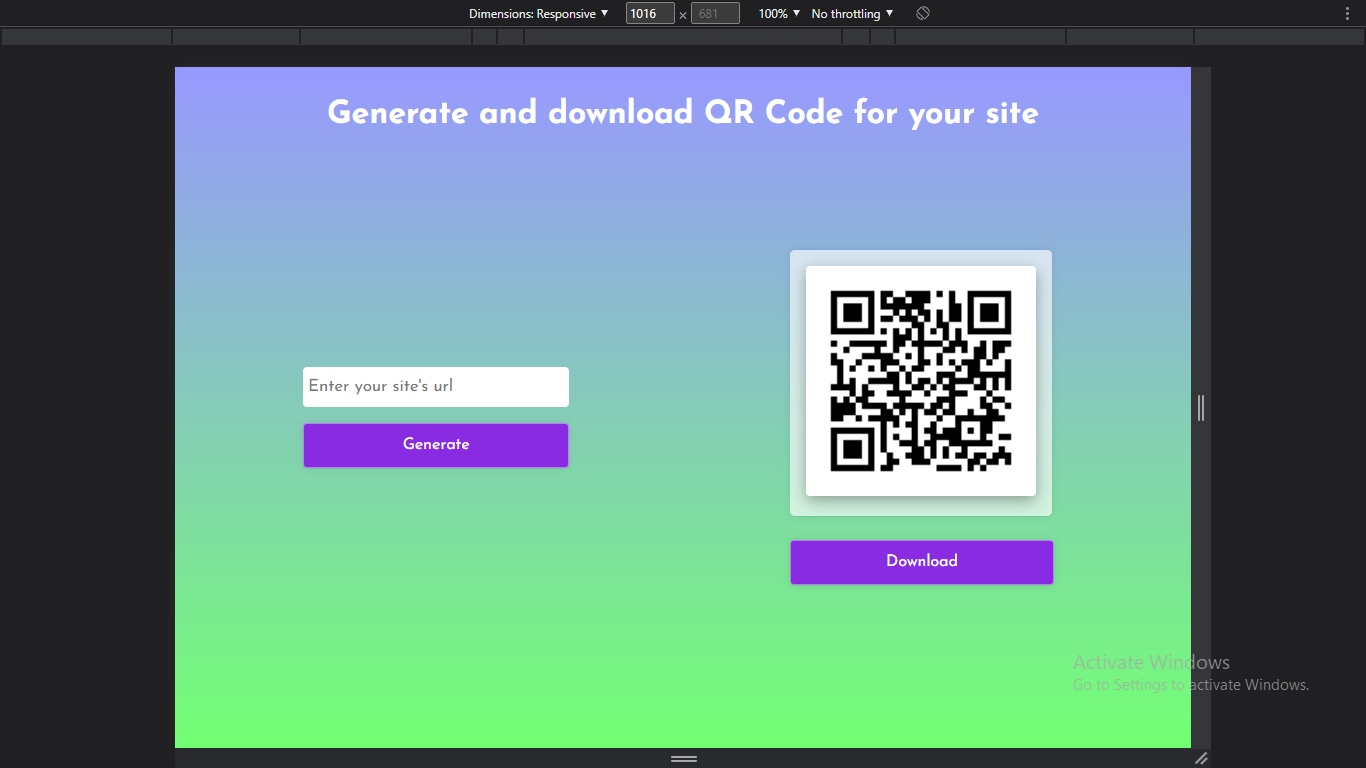 Dimensions: Responsive 1016 × 681 100% No throttling
Generate and download QR Code for your site
Enter your site's url
Generate
Download
Activate Windows
Go to Settings to activate Windows.